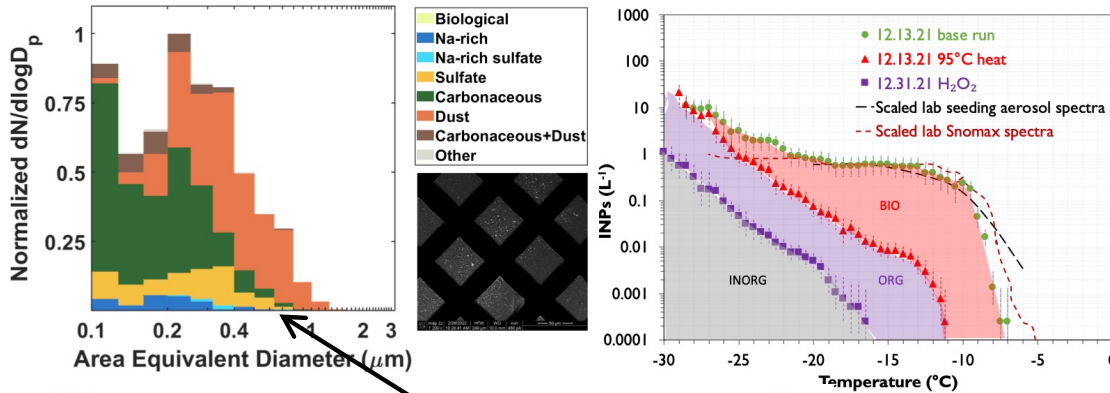 Normalized dN/dlogDp
1
0.75
0.5
0.25
0.1
0.2
0.4
1
2
3
Area Equivalent Diameter (μm)
Biological
Na-rich
Na-rich sulfate
Sulfate
Carbonaceous
Dust
Carbonaceous+Dust
Other
INPs (L⁻¹)
1000
100
10
1
0.1
0.01
0.001
0.0001
12.13.21 base run
12.13.21 95°C heat
12.31.21 H₂O₂
Scaled lab seeding aerosol spectra
Scaled lab Snomax spectra
BIO
INORG
ORG
-30
-25
-20
-15
-10
-5
0
Temperature (°C)